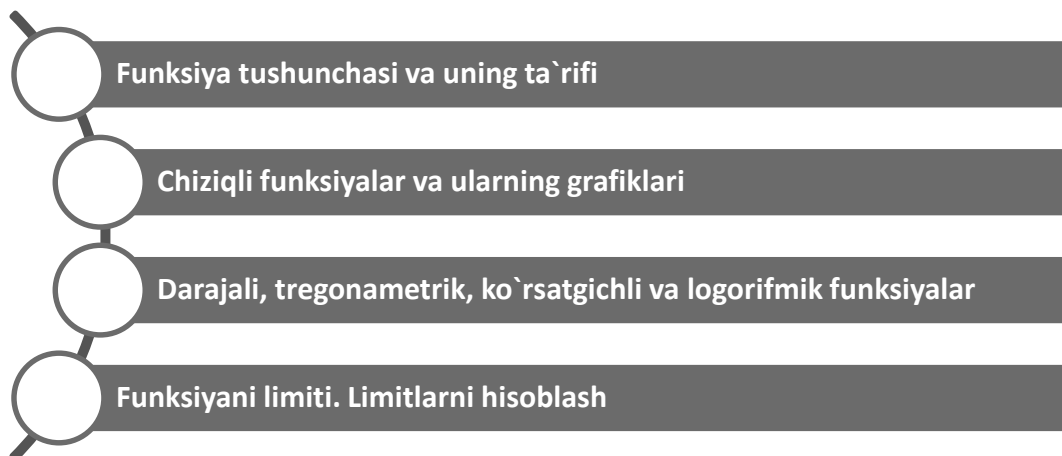 Funksiya tushunchasi va uning ta`rifi
Chiziqli funksiyalar va ularning grafiklari
Darajali, tregonametrik, ko`rsatgichli va logorifmik funksiyalar
Funksiyani limiti. Limitlarni hisoblash